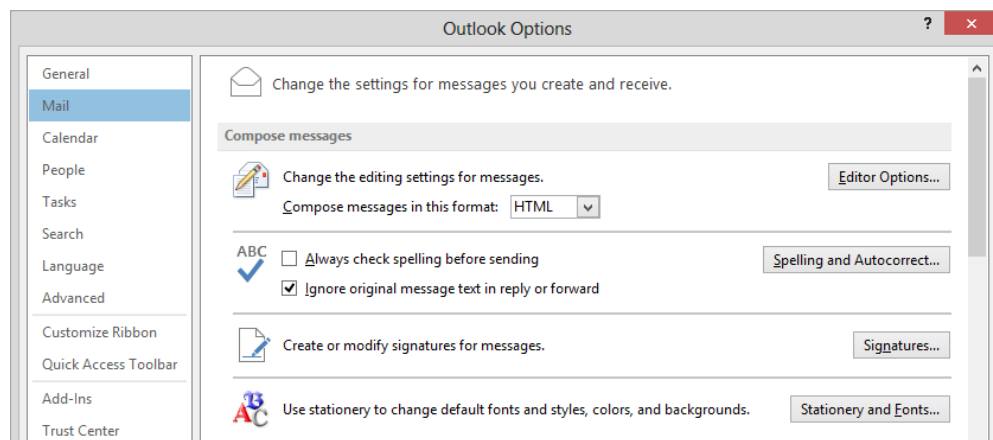 Outlook Options
?
General
Mail
Calendar
People
Tasks
Search
Language
Advanced
Customize Ribbon
Quick Access Toolbar
Add-Ins
Trust Center
Change the settings for messages you create and receive.
Compose messages
Change the editing settings for messages.
Editor Options...
Compose messages in this format: HTML
ABC
Always check spelling before sending
Spelling and Autocorrect...
Ignore original message text in reply or forward
Create or modify signatures for messages.
Signatures...
ABC
Use stationery to change default fonts and styles, colors, and backgrounds.
Stationery and Fonts...